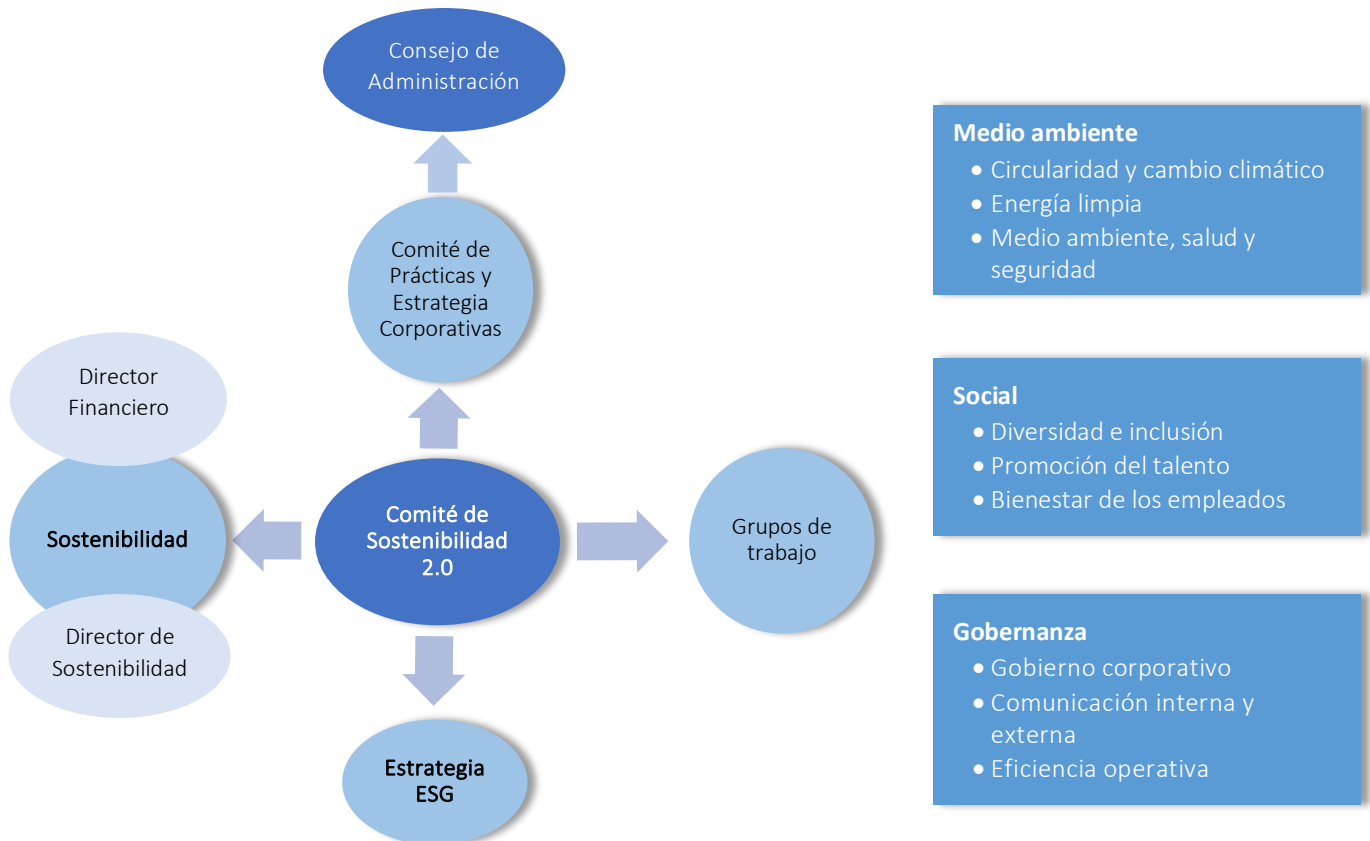 Consejo de
Administración
Comité de
Prácticas y
Estrategia
Corporativas
Director
Financiero
Sostenibilidad
Director de
Sostenibilidad
Comité de
Sostenibilidad
2.0
Estrategia
ESG
Grupos de
trabajo
Medio ambiente
• Circularidad y cambio climático
• Energía limpia
• Medio ambiente, salud y
seguridad
Social
• Diversidad e inclusión
• Promoción del talento
• Bienestar de los empleados
Gobernanza
• Gobierno corporativo
• Comunicación interna y
externa
• Eficiencia operativa